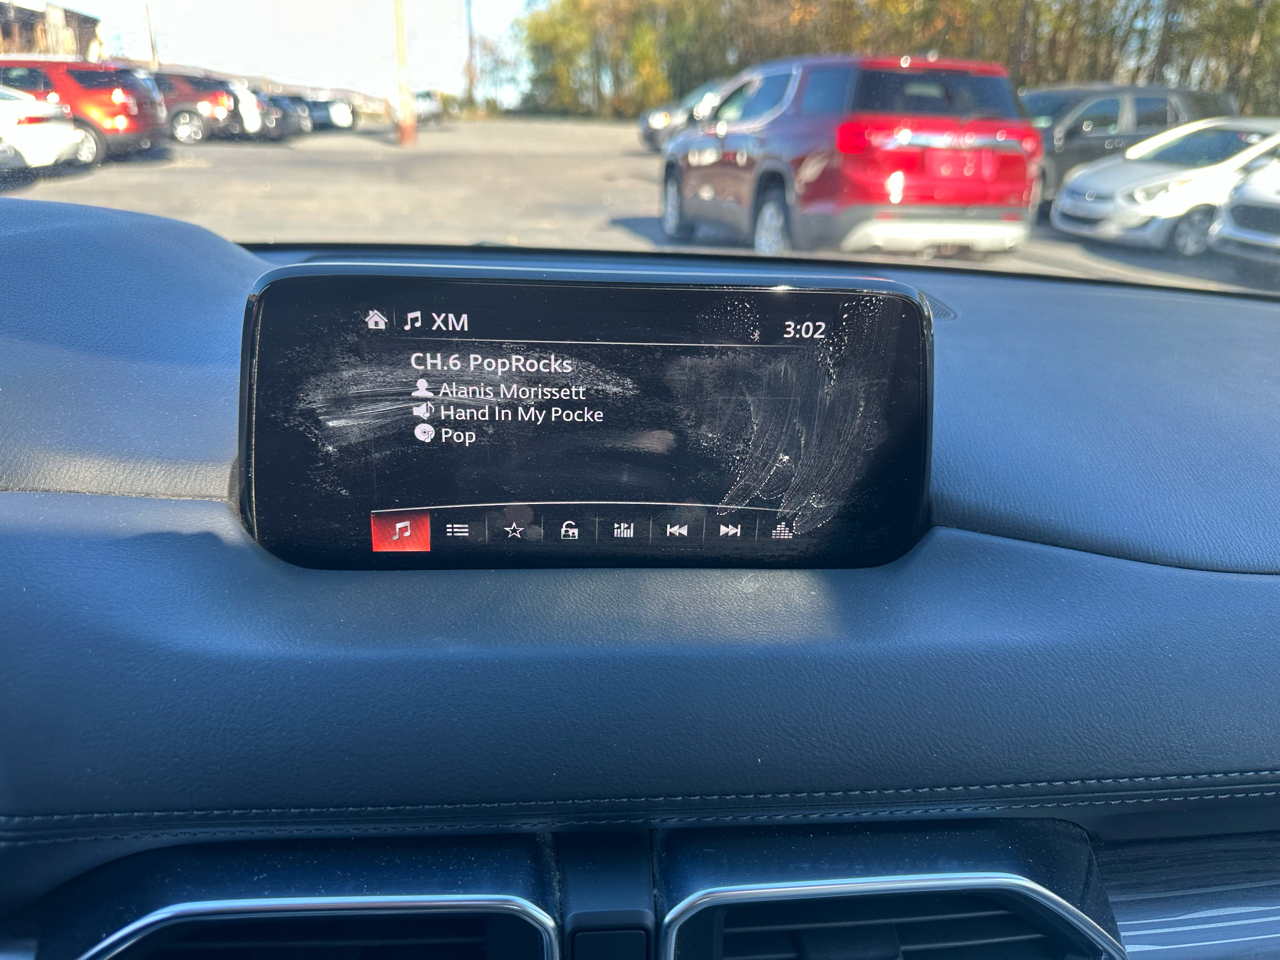 XM
3:02
CH.6 PopRocks
Alanis Morissett
Hand In My Pocke
Pop